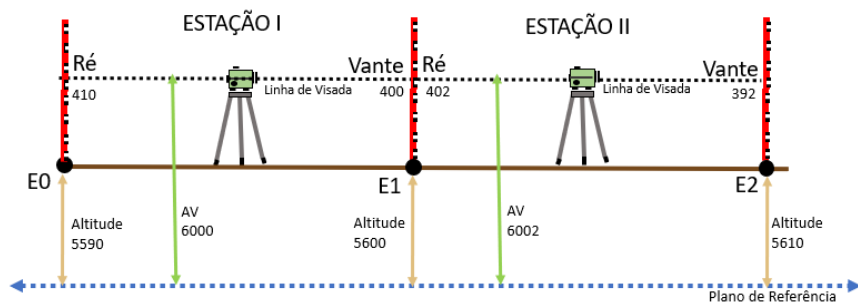 ESTAÇÃO I
ESTAÇÃO II
Ré
Vante
Ré
Vante
410
Linha de Visada
400
402
Linha de Visada
392
E0
E1
E2
Altitude
5590
AV
6000
Altitude
5600
AV
6002
Altitude
5610
Plano de Referência